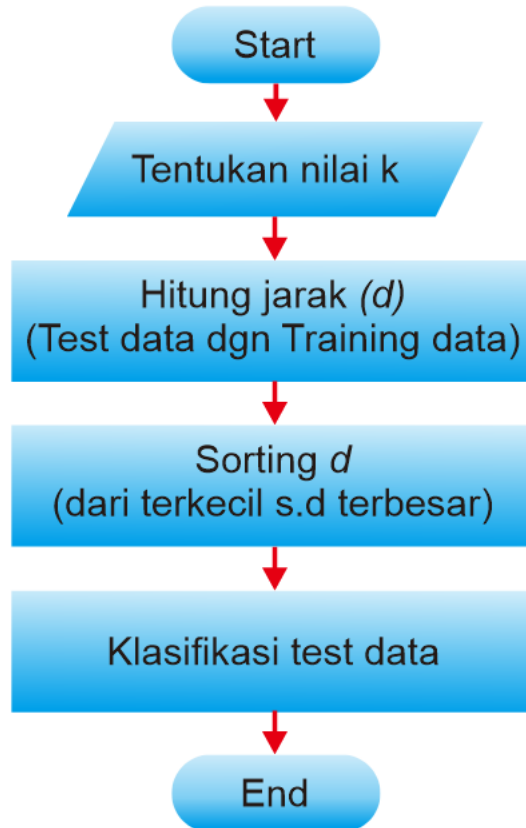 Start
Tentukan nilai k
Hitung jarak (d)
(Test data dgn Training data)
Sorting d
(dari terkecil s.d terbesar)
Klasifikasi test data
End